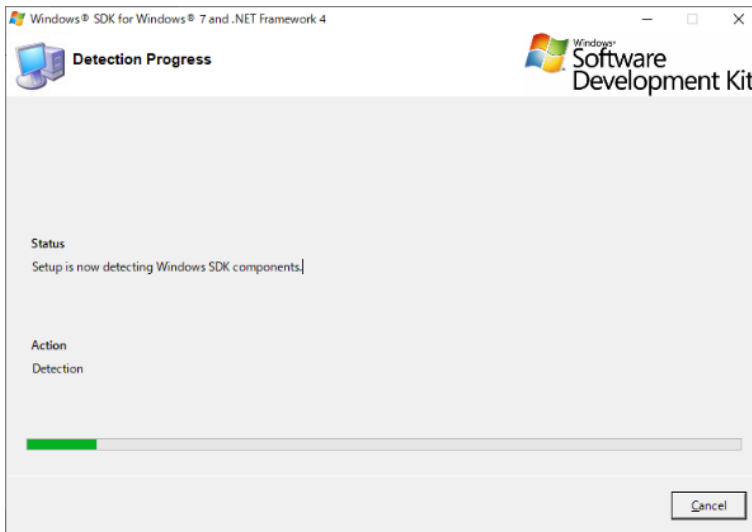 Windows® SDK for Windows® 7 and .NET Framework 4
Detection Progress
Windows®
Software
Development Kit
Status
Setup is now detecting Windows SDK components.
Action
Detection
Cancel